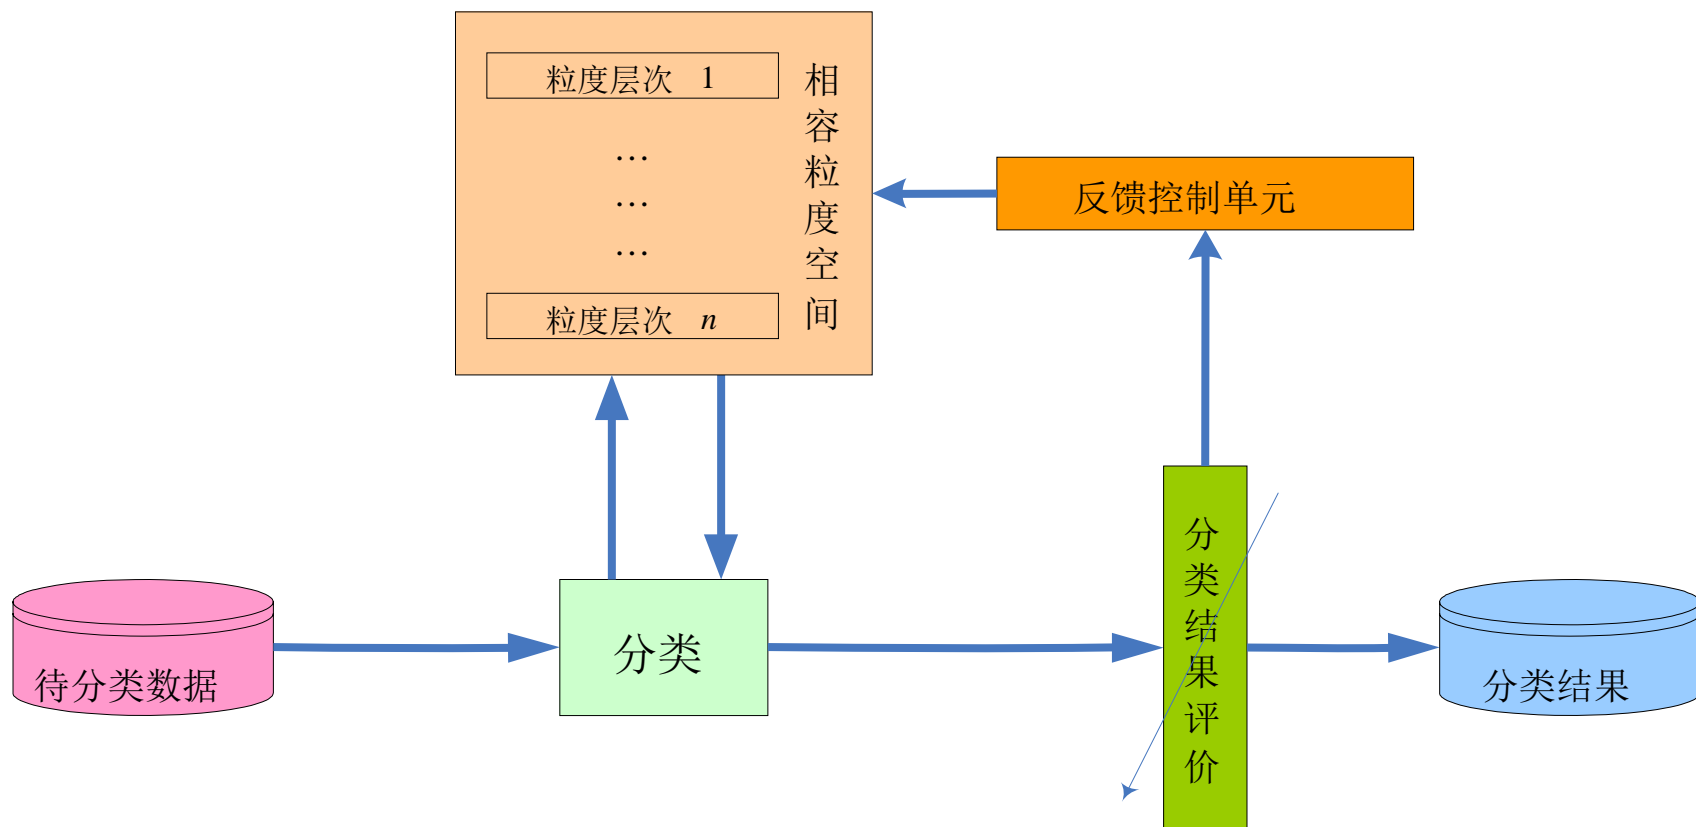 粒度层次 1
…
…
…
粒度层次 n
相容粒度空间
反馈控制单元
待分类数据
分类
分类结果评价
分类结果